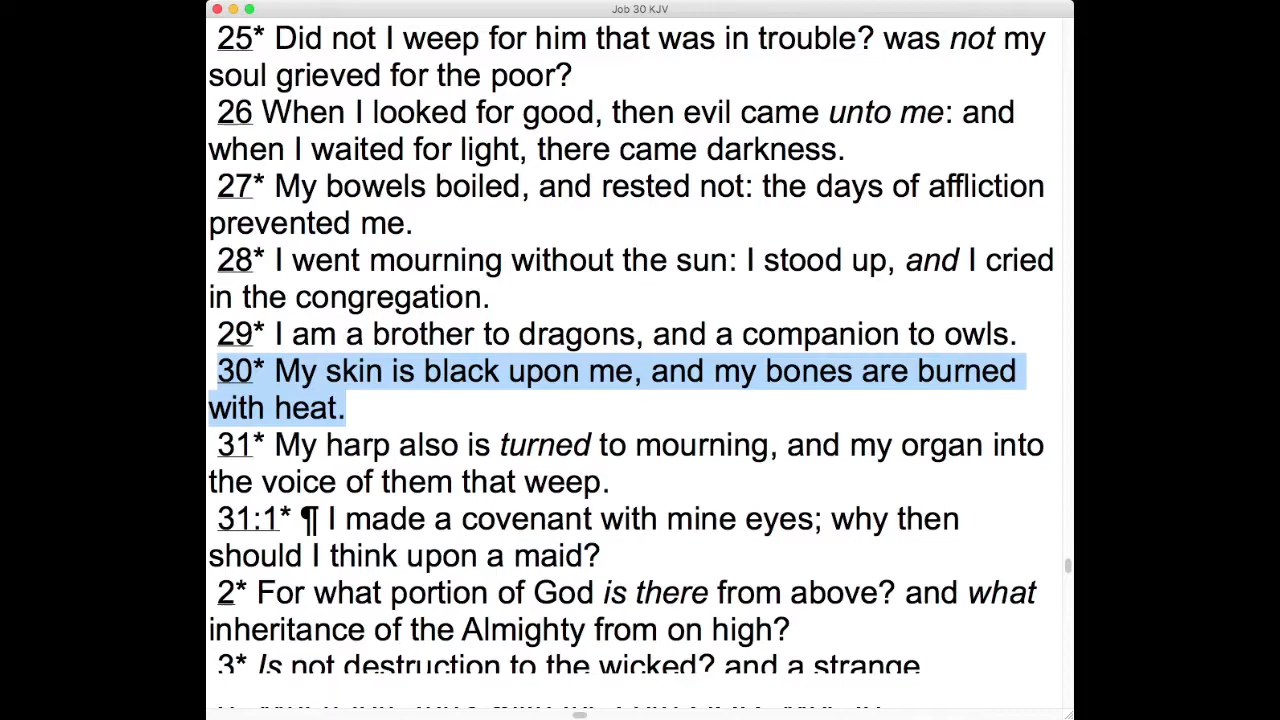 Job 30 KJV
25* Did not I weep for him that was in trouble? was not my
soul grieved for the poor?
26 When I looked for good, then evil came unto me: and
when I waited for light, there came darkness.
27* My bowels boiled, and rested not: the days of affliction
prevented me.
28* I went mourning without the sun: I stood up, and I cried
in the congregation.
29* I am a brother to dragons, and a companion to owls.
30* My skin is black upon me, and my bones are burned
with heat.
31* My harp also is turned to mourning, and my organ into
the voice of them that weep.
31:1* ¶ I made a covenant with mine eyes; why then
should I think upon a maid?
2* For what portion of God is there from above? and what
inheritance of the Almighty from on high?
3* Is not destruction to the wicked? and a strange